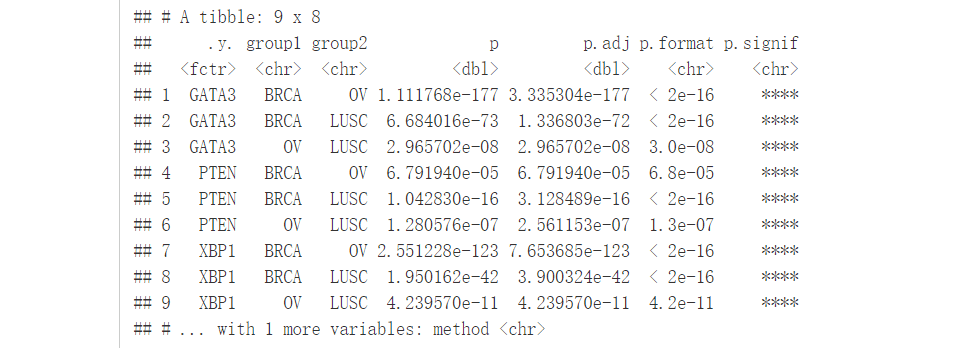 ## # A tibble: 9 x 8
##      .y. group1 group2             p         p.adj p.format p.signif
##   <fctr>  <chr>  <chr>         <dbl>         <dbl>    <chr>    <chr>
## 1  GATA3   BRCA     OV 1.111768e-177 3.335304e-177  < 2e-16     ****
## 2  GATA3   BRCA   LUSC  6.684016e-73  1.336803e-72  < 2e-16     ****
## 3  GATA3     OV   LUSC  2.965702e-08  2.965702e-08  3.0e-08     ****
## 4   PTEN   BRCA     OV  6.791940e-05  6.791940e-05  6.8e-05     ****
## 5   PTEN   BRCA   LUSC  1.042830e-16  3.128489e-16  < 2e-16     ****
## 6   PTEN     OV   LUSC  1.280576e-07  2.561153e-07  1.3e-07     ****
## 7   XBP1   BRCA     OV 2.551228e-123 7.653685e-123  < 2e-16     ****
## 8   XBP1   BRCA   LUSC  1.950162e-42  3.900324e-42  < 2e-16     ****
## 9   XBP1     OV   LUSC  4.239570e-11  4.239570e-11  4.2e-11     ****
## # ... with 1 more variables: method <chr>